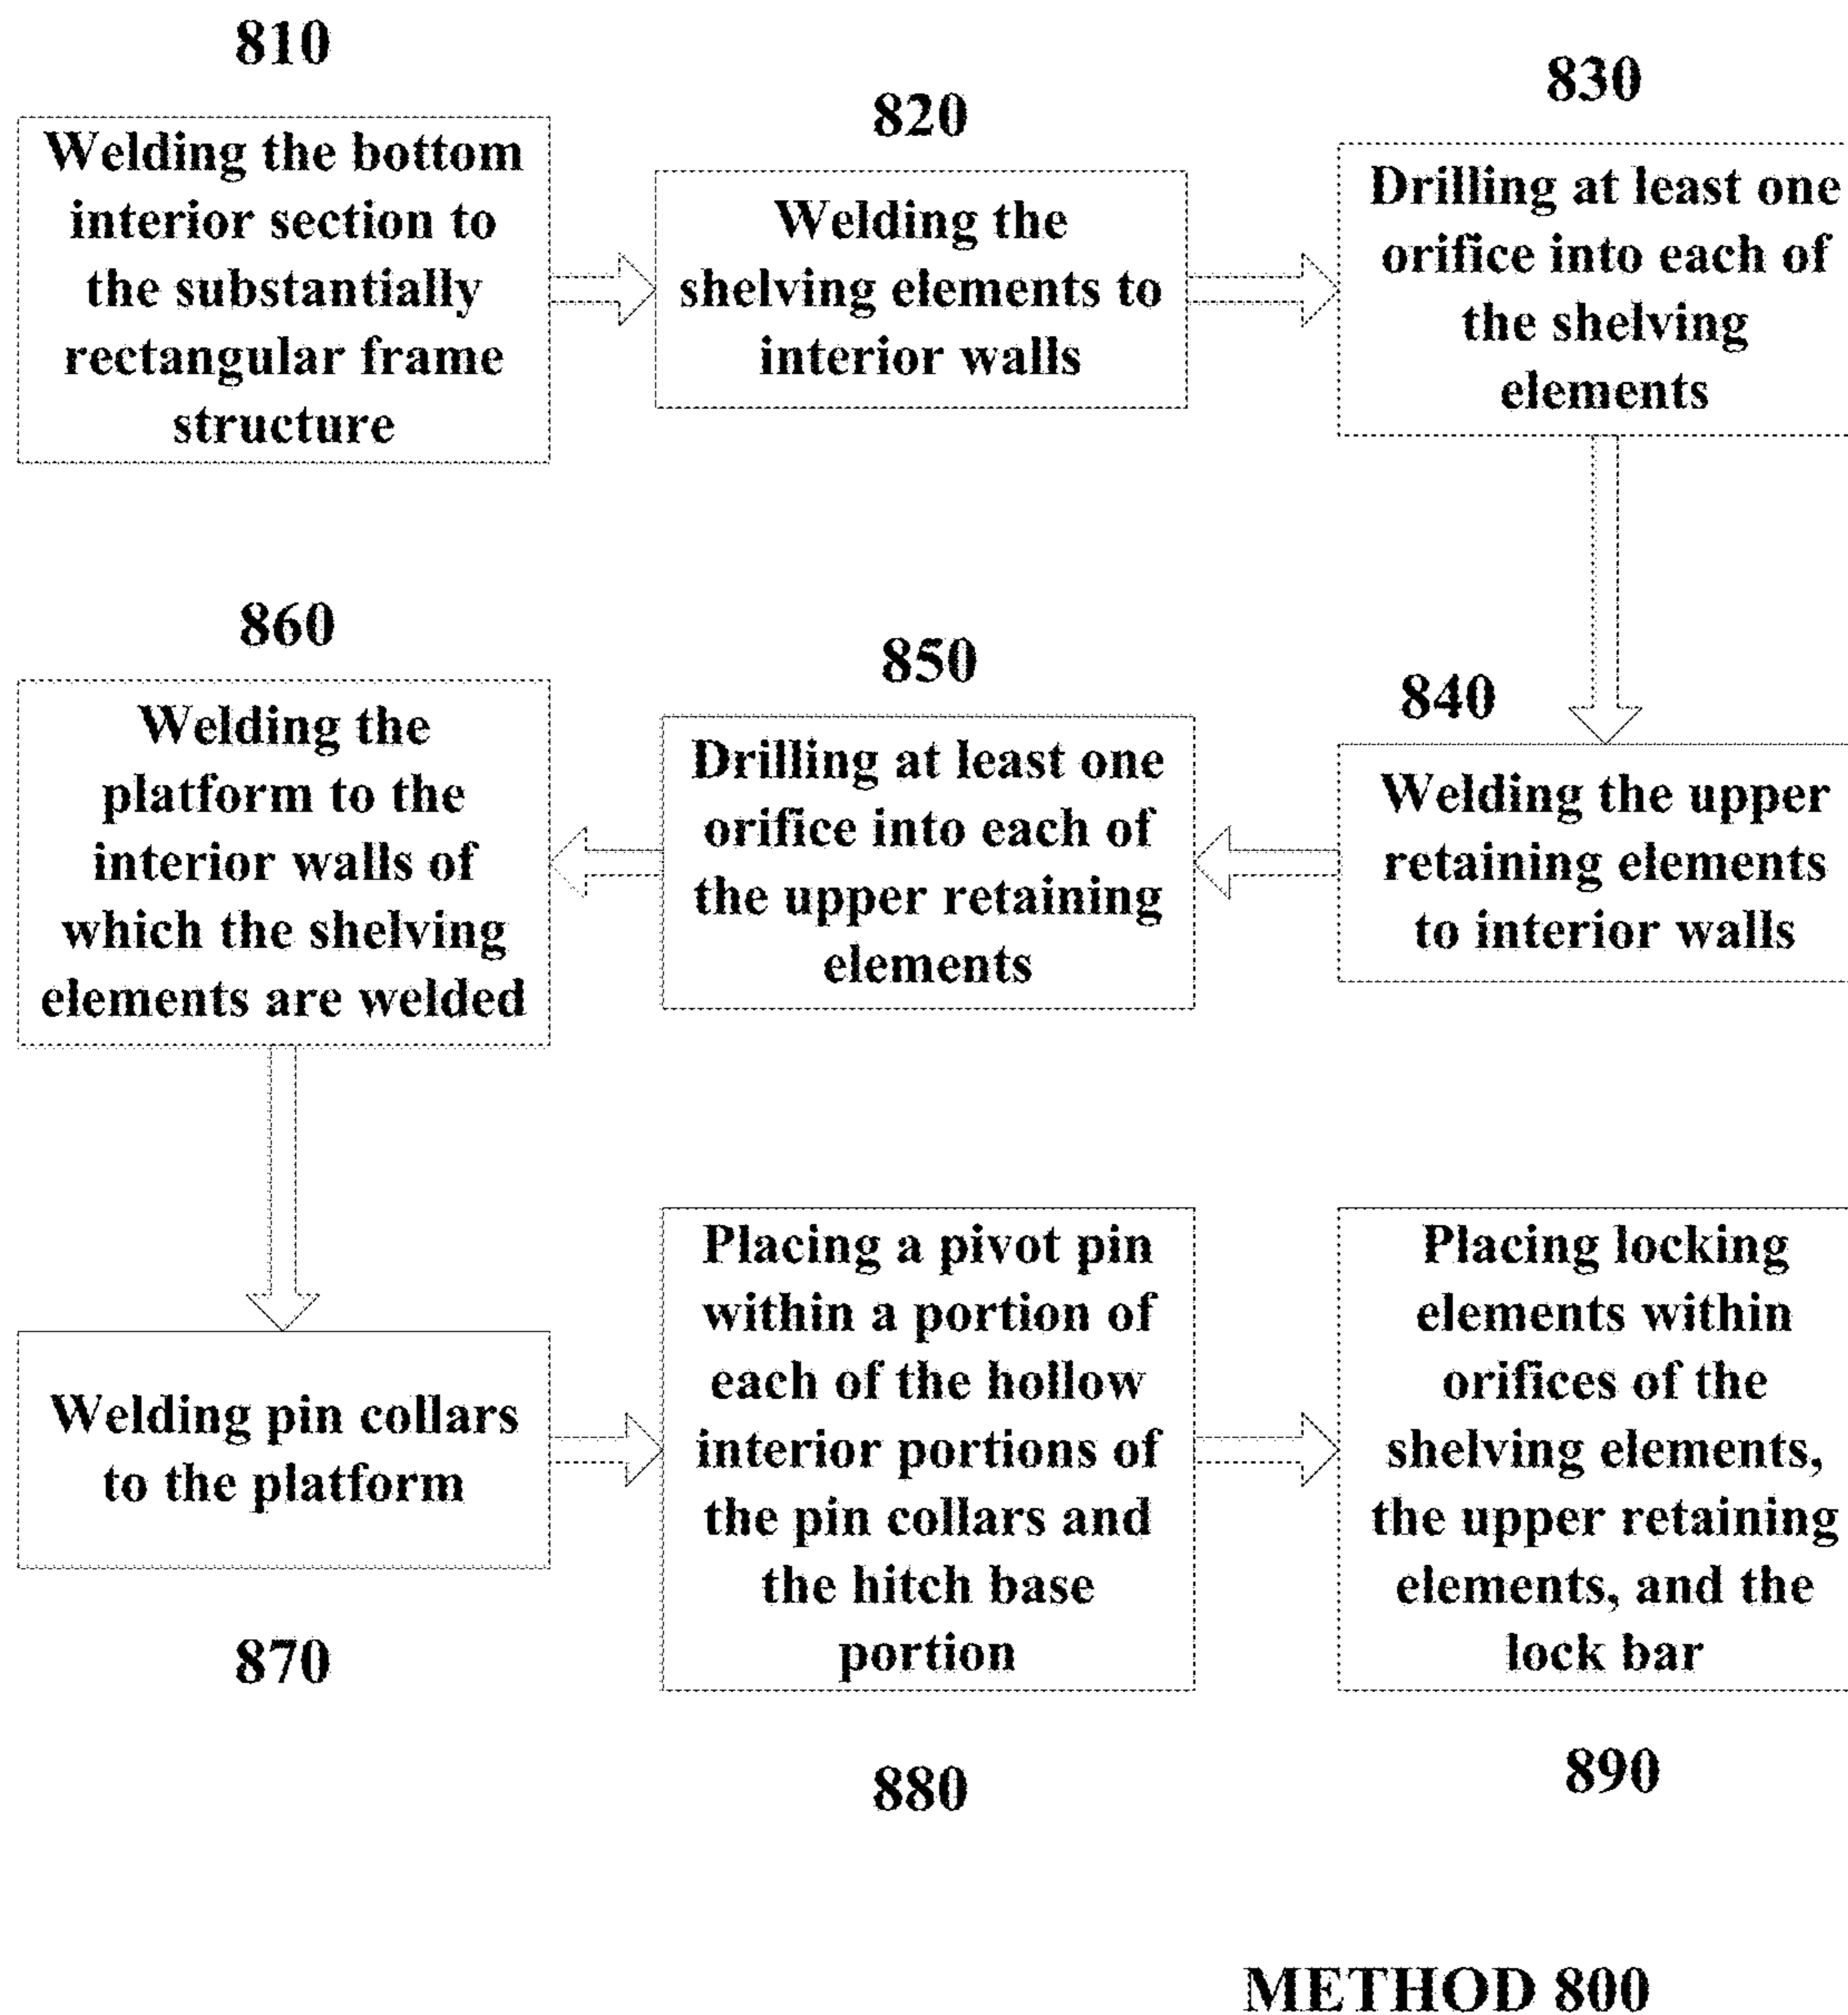 810
Welding the bottom
interior section to
the substantially
rectangular frame
structure
820
Welding the
shelving elements to
interior walls
830
Drilling at least one
orifice into each of
the shelving
elements
840
Welding the upper
retaining elements
to interior walls
850
Drilling at least one
orifice into each of
the upper retaining
elements
860
Welding the
platform to the
interior walls of
which the shelving
elements are welded
Welding pin collars
to the platform
870
Placing a pivot pin
within a portion of
each of the hollow
interior portions of
the pin collars and
the hitch base
portion
880
Placing locking
elements within
orifices of the
shelving elements,
the upper retaining
elements, and the
lock bar
890
METHOD 800